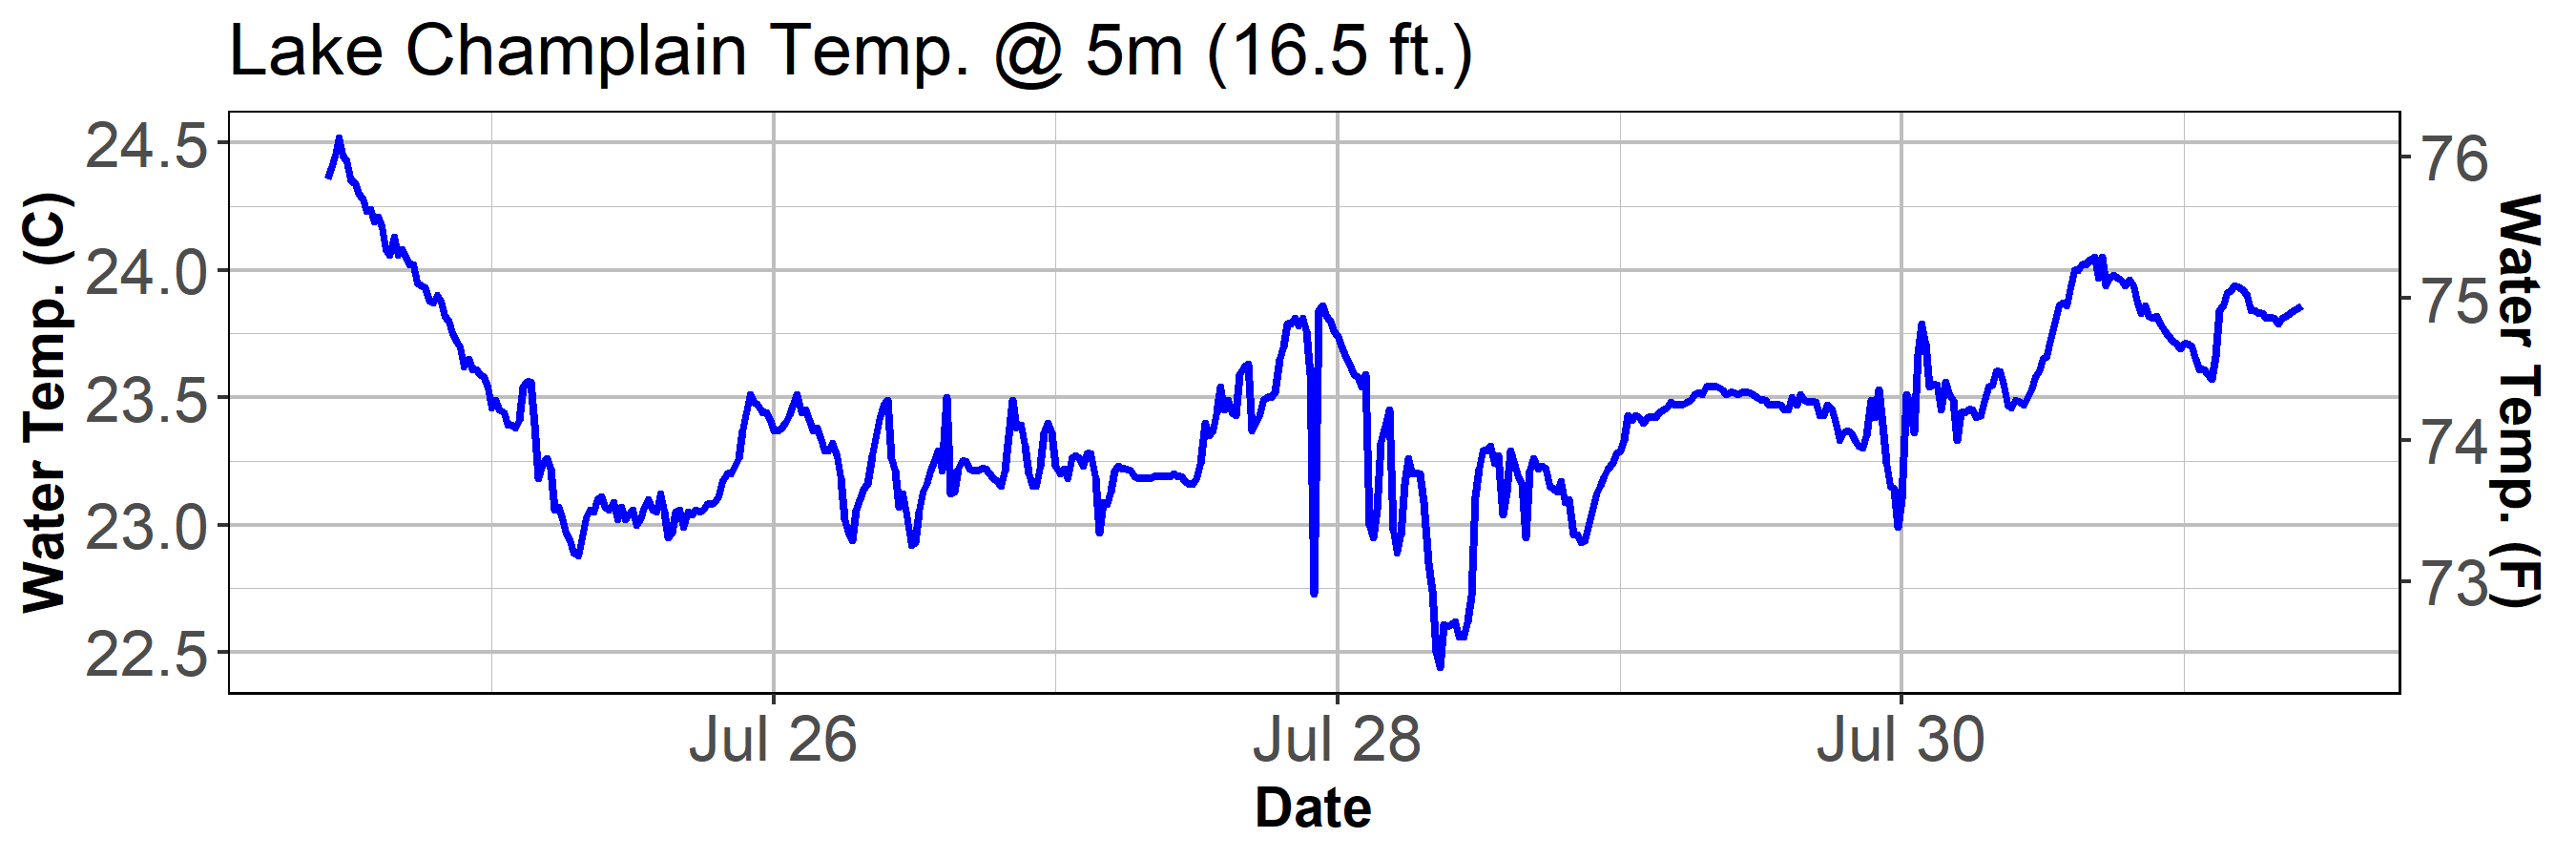 Lake Champlain Temp. @ 5m (16.5 ft.)
Water Temp. (C)
24.5
24.0
23.5
23.0
22.5
76
75
74
73
Water Temp. (F)
Jul 26
Jul 28
Jul 30
Date